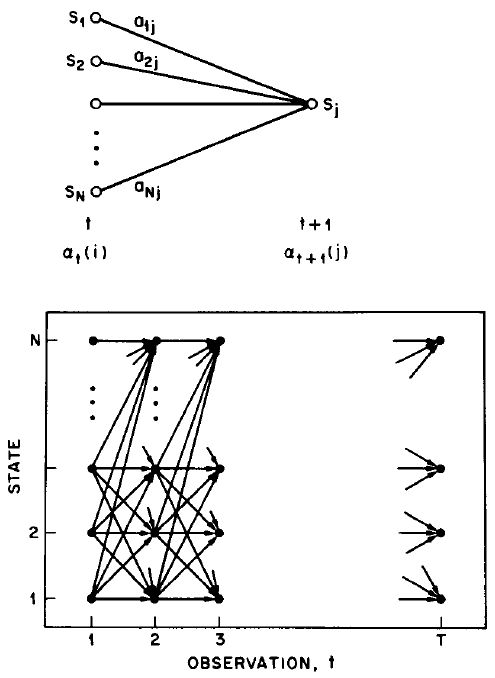 S1 a1j
S2 a2j
Sj
SN aNj
t t+1
αt(i) αt+1(j)
N
STATE
2
1
1 2 3 T
OBSERVATION, t